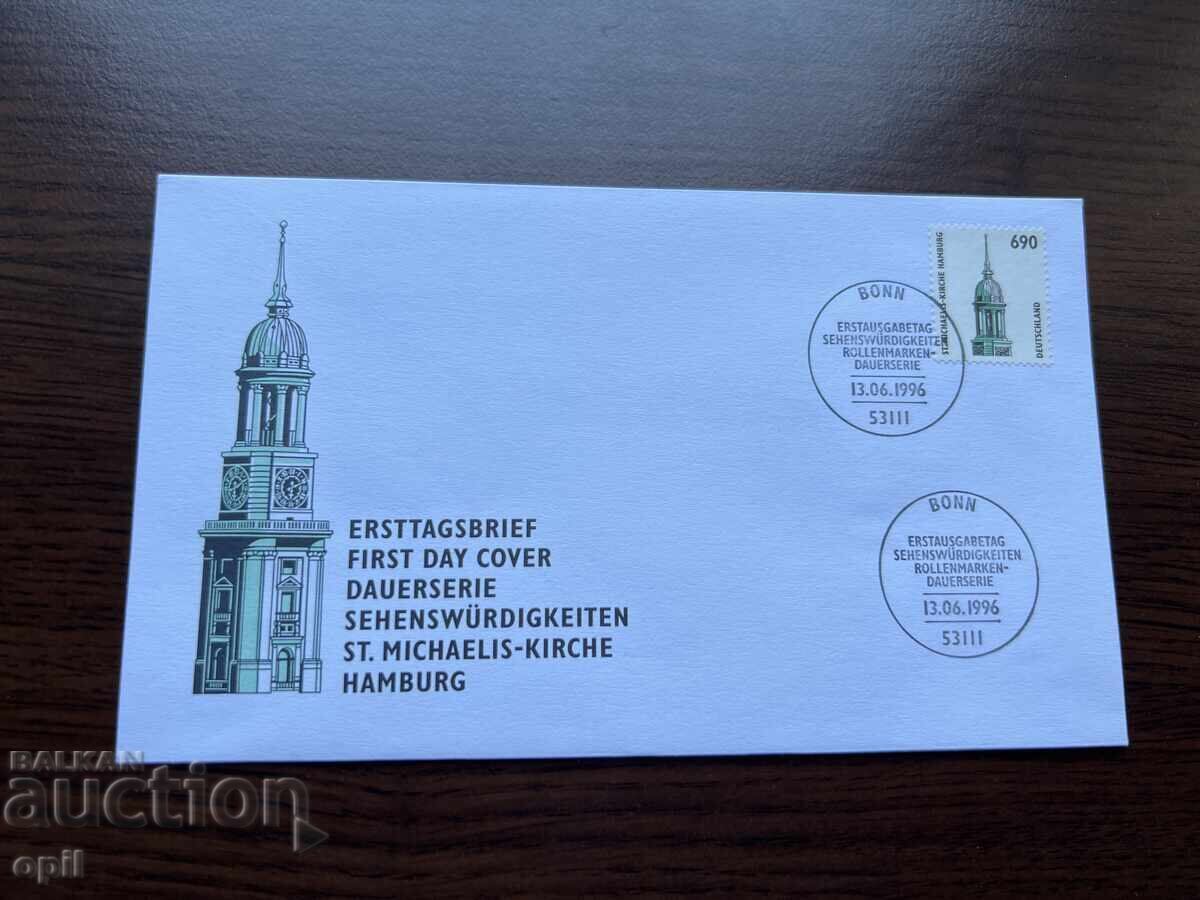 690
ST. MICHAELIS-KIRCHE HAMBURG
DEUTSCHLAND
BONN
ERSTAUSGABETAG
SEHENSWÜRDIGKEITEN
ROLLENMARKEN-
DAUERSERIE
13.06.1996
53111
BONN
ERSTAUSGABETAG
SEHENSWÜRDIGKEITEN
ROLLENMARKEN-
DAUERSERIE
13.06.1996
53111
ERSTTAGSBRIEF
FIRST DAY COVER
DAUERSERIE
SEHENSWÜRDIGKEITEN
ST. MICHAELIS-KIRCHE
HAMBURG
BALKAN
auction
opil